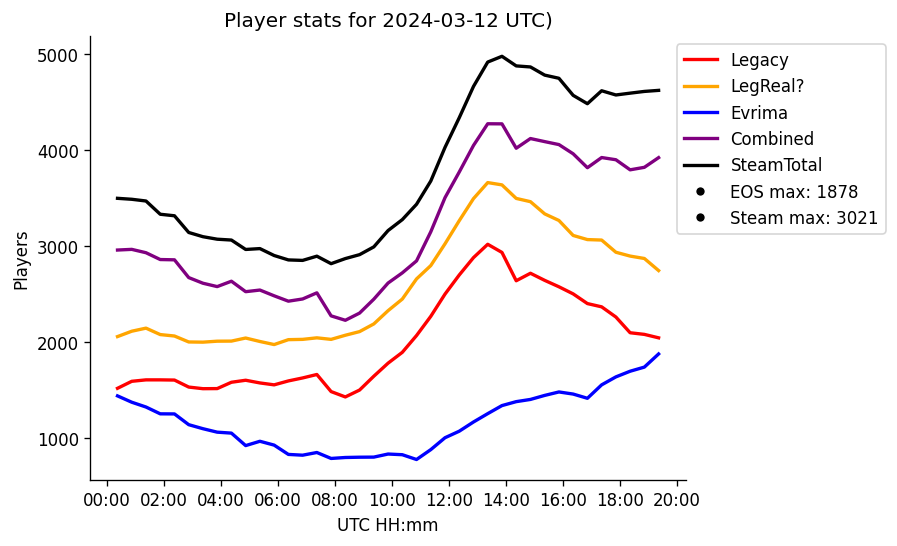 Player stats for 2024-03-12 UTC)
5000
4000
3000
2000
1000
Players
00:00 02:00 04:00 06:00 08:00 10:00 12:00 14:00 16:00 18:00 20:00
UTC HH:mm
Legacy
LegReal?
Evrima
Combined
SteamTotal
EOS max: 1878
Steam max: 3021